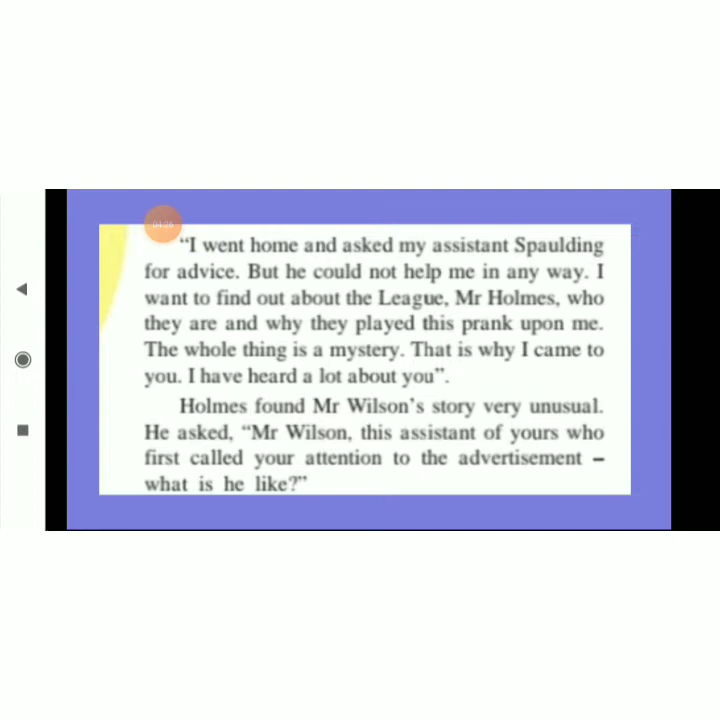 04:26
“I went home and asked my assistant Spaulding
for advice. But he could not help me in any way. I
want to find out about the League, Mr Holmes, who
they are and why they played this prank upon me.
The whole thing is a mystery. That is why I came to
you. I have heard a lot about you”.
Holmes found Mr Wilson’s story very unusual.
He asked, “Mr Wilson, this assistant of yours who
first called your attention to the advertisement –
what is he like?”